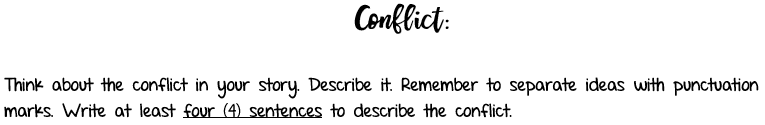 Conflict:
Think about the conflict in your story. Describe it. Remember to separate ideas with punctuation
marks. Write at least four (4) sentences to describe the conflict.